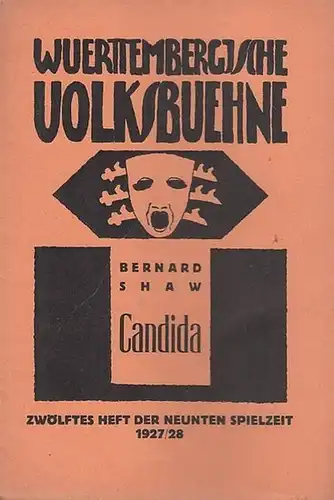 WUERTTEMBERGISCHE
VOLKSBUEHNE
BERNARD
SHAW
Candida
ZWÖLFTES HEFT DER NEUNTEN SPIELZEIT
1927/28